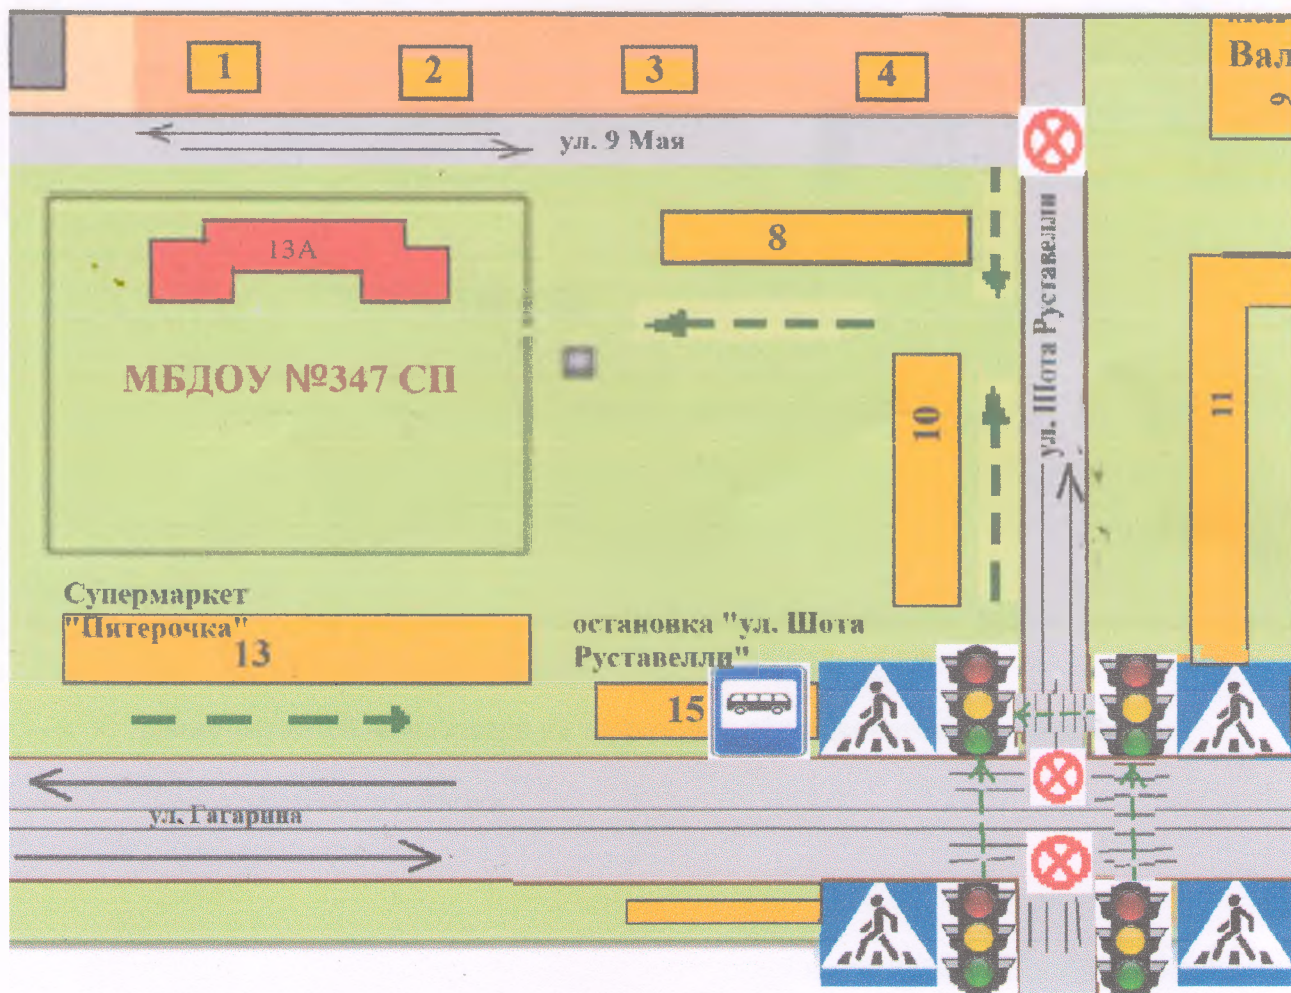 1
2
3
4
Вал
9
ул. 9 Мая
13А
8
ул. Шота Руставелли
МБДОУ №347 СП
10
11
Супермаркет
"Пятерочка"
13
остановка "ул. Шота
Руставелли"
15
ул. Гагарина